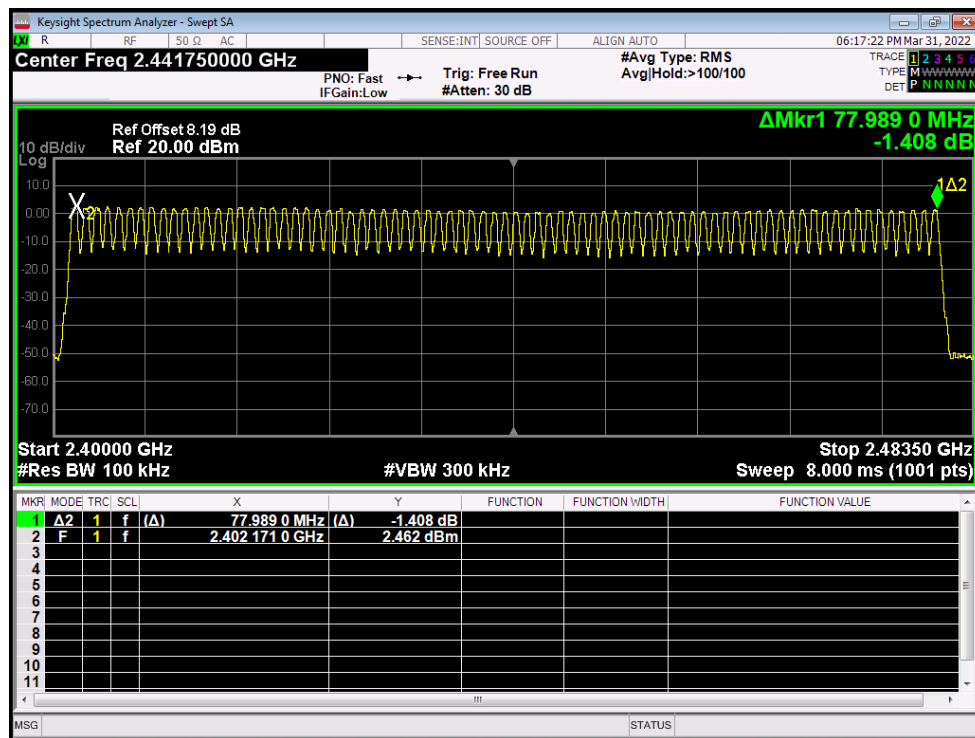 Keysight Spectrum Analyzer - Swept SA
LXI R RF 50 Ω AC SENSE:INT SOURCE OFF ALIGN AUTO 06:17:22 PM Mar 31, 2022
Center Freq 2.441750000 GHz
#Avg Type: RMS
TRACE 1 2 3 4 5 6
PNO: Fast
Trig: Free Run
Avg|Hold:>100/100
TYPE M W W W W W
IFGain:Low
#Atten: 30 dB
DET P N N N N N
ΔMkr1 77.989 0 MHz
-1.408 dB
Ref Offset 8.19 dB
10 dB/div Ref 20.00 dBm
Log
10.0
1Δ2
0.00
X2
-10.0
-20.0
-30.0
-40.0
-50.0
-60.0
-70.0
Start 2.40000 GHz Stop 2.48350 GHz
#Res BW 100 kHz #VBW 300 kHz Sweep 8.000 ms (1001 pts)
MKR MODE TRC SCL X Y FUNCTION FUNCTION WIDTH FUNCTION VALUE
1 Δ2 1 f (Δ) 77.989 0 MHz (Δ) -1.408 dB
2 F 1 f 2.402 171 0 GHz 2.462 dBm
3
4
5
6
7
8
9
10
11
MSG STATUS